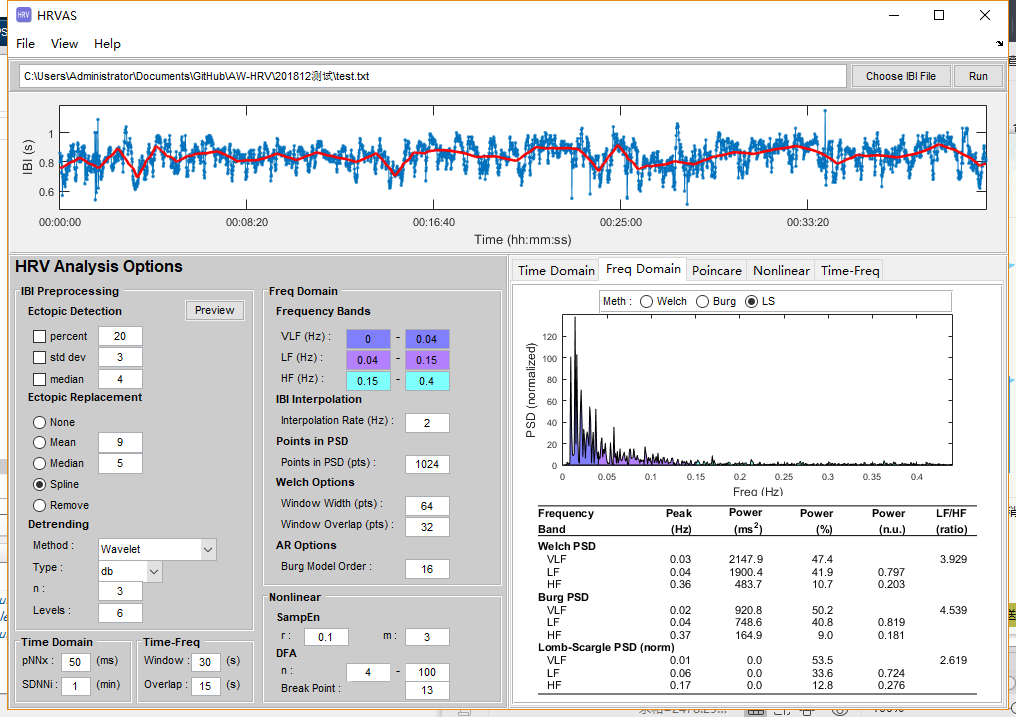 HRVAS
File View Help
C:\Users\Administrator\Documents\GitHub\AW-HRV\201812测试\test.txt Choose IBI File Run
IBI (s)
1
0.8
0.6
00:00:00 00:08:20 00:16:40 00:25:00 00:33:20
Time (hh:mm:ss)
HRV Analysis Options
IBI Preprocessing
Ectopic Detection Preview
percent 20
std dev 3
median 4
Ectopic Replacement
None
Mean 9
Median 5
Spline
Remove
Detrending
Method : Wavelet
Type : db
n : 3
Levels : 6
Time Domain
pNNx : 50 (ms)
SDNNi : 1 (min)
Time-Freq
Window : 30 (s)
Overlap : 15 (s)
Freq Domain
Frequency Bands
VLF (Hz) : 0 - 0.04
LF (Hz) : 0.04 - 0.15
HF (Hz) : 0.15 - 0.4
IBI Interpolation
Interpolation Rate (Hz) : 2
Points in PSD
Points in PSD (pts) : 1024
Welch Options
Window Width (pts) : 64
Window Overlap (pts) : 32
AR Options
Burg Model Order : 16
Nonlinear
SampEn
r : 0.1 m : 3
DFA
n : 4 - 100
Break Point : 13
Time Domain Freq Domain Poincare Nonlinear Time-Freq
Meth : Welch Burg LS
PSD (normalized)
120
100
80
60
40
20
0
0 0.05 0.1 0.15 0.2 0.25 0.3 0.35 0.4
Freq (Hz)
Frequency Peak Power Power Power LF/HF
Band (Hz) (ms2) (%) (n.u.) (ratio)
Welch PSD
VLF 0.03 2147.9 47.4 3.929
LF 0.04 1900.4 41.9 0.797
HF 0.36 483.7 10.7 0.203
Burg PSD
VLF 0.02 920.8 50.2 4.539
LF 0.04 748.6 40.8 0.819
HF 0.37 164.9 9.0 0.181
Lomb-Scargle PSD (norm)
VLF 0.01 0.0 53.5 2.619
LF 0.06 0.0 33.6 0.724
HF 0.17 0.0 12.8 0.276